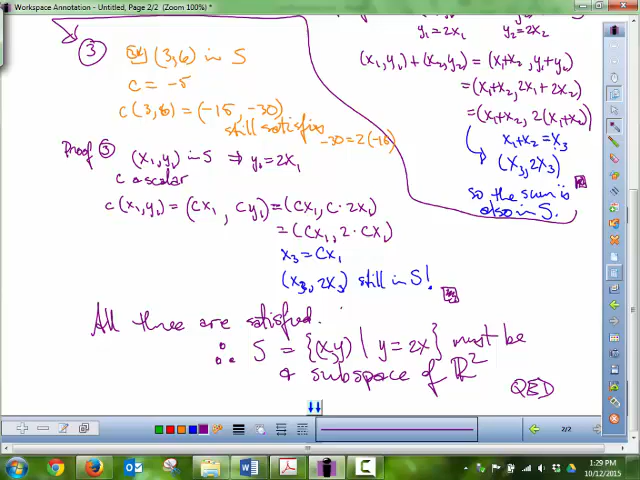 ActivInspire - Workspace - Untitled, Page 2/2 (Zoom 100%)
y₁=2x₁ y₂=2x₂
(x₁,y₁)+(x₂,y₂) = (x₁+x₂, y₁+y₂)
=(x₁+x₂, 2x₁+2x₂)
=(x₁+x₂, 2(x₁+x₂))
x₁+x₂=x₃
(x₃,2x₃)
so the sum is
also in S.
③
(3,6) in S
c = -5
c(3,6) = (-15, -30)
still satisfies
-30=2(-15)
Proof ③ (x₁,y₁) in S ⇒ y₁=2x₁
c a scalar
c(x₁,y₁) = (cx₁, cy₁) = (cx₁, c·2x₁)
= (cx₁, 2·cx₁)
x₃=cx₁
(x₃, 2x₃) still in S!
All three are satisfied.
∴ S = {(x,y) | y=2x} must be
a subspace of ℝ²
QED
2/2
1:29 PM
10/12/2015